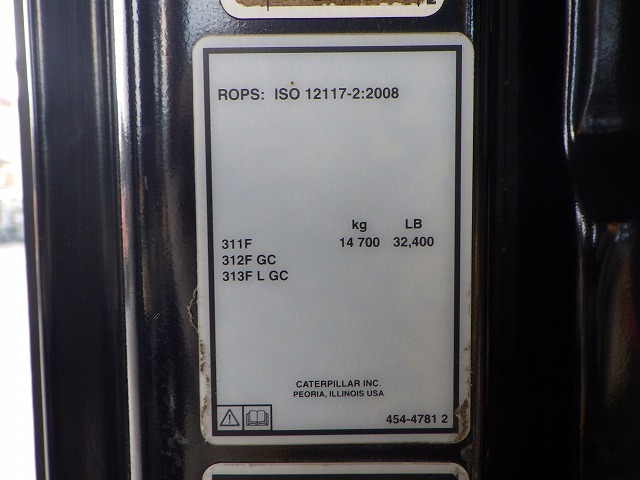 ROPS: ISO 12117-2:2008
kg LB
311F 14 700 32,400
312F GC
313F L GC
CATERPILLAR INC.
PEORIA, ILLINOIS USA
454-4781 2